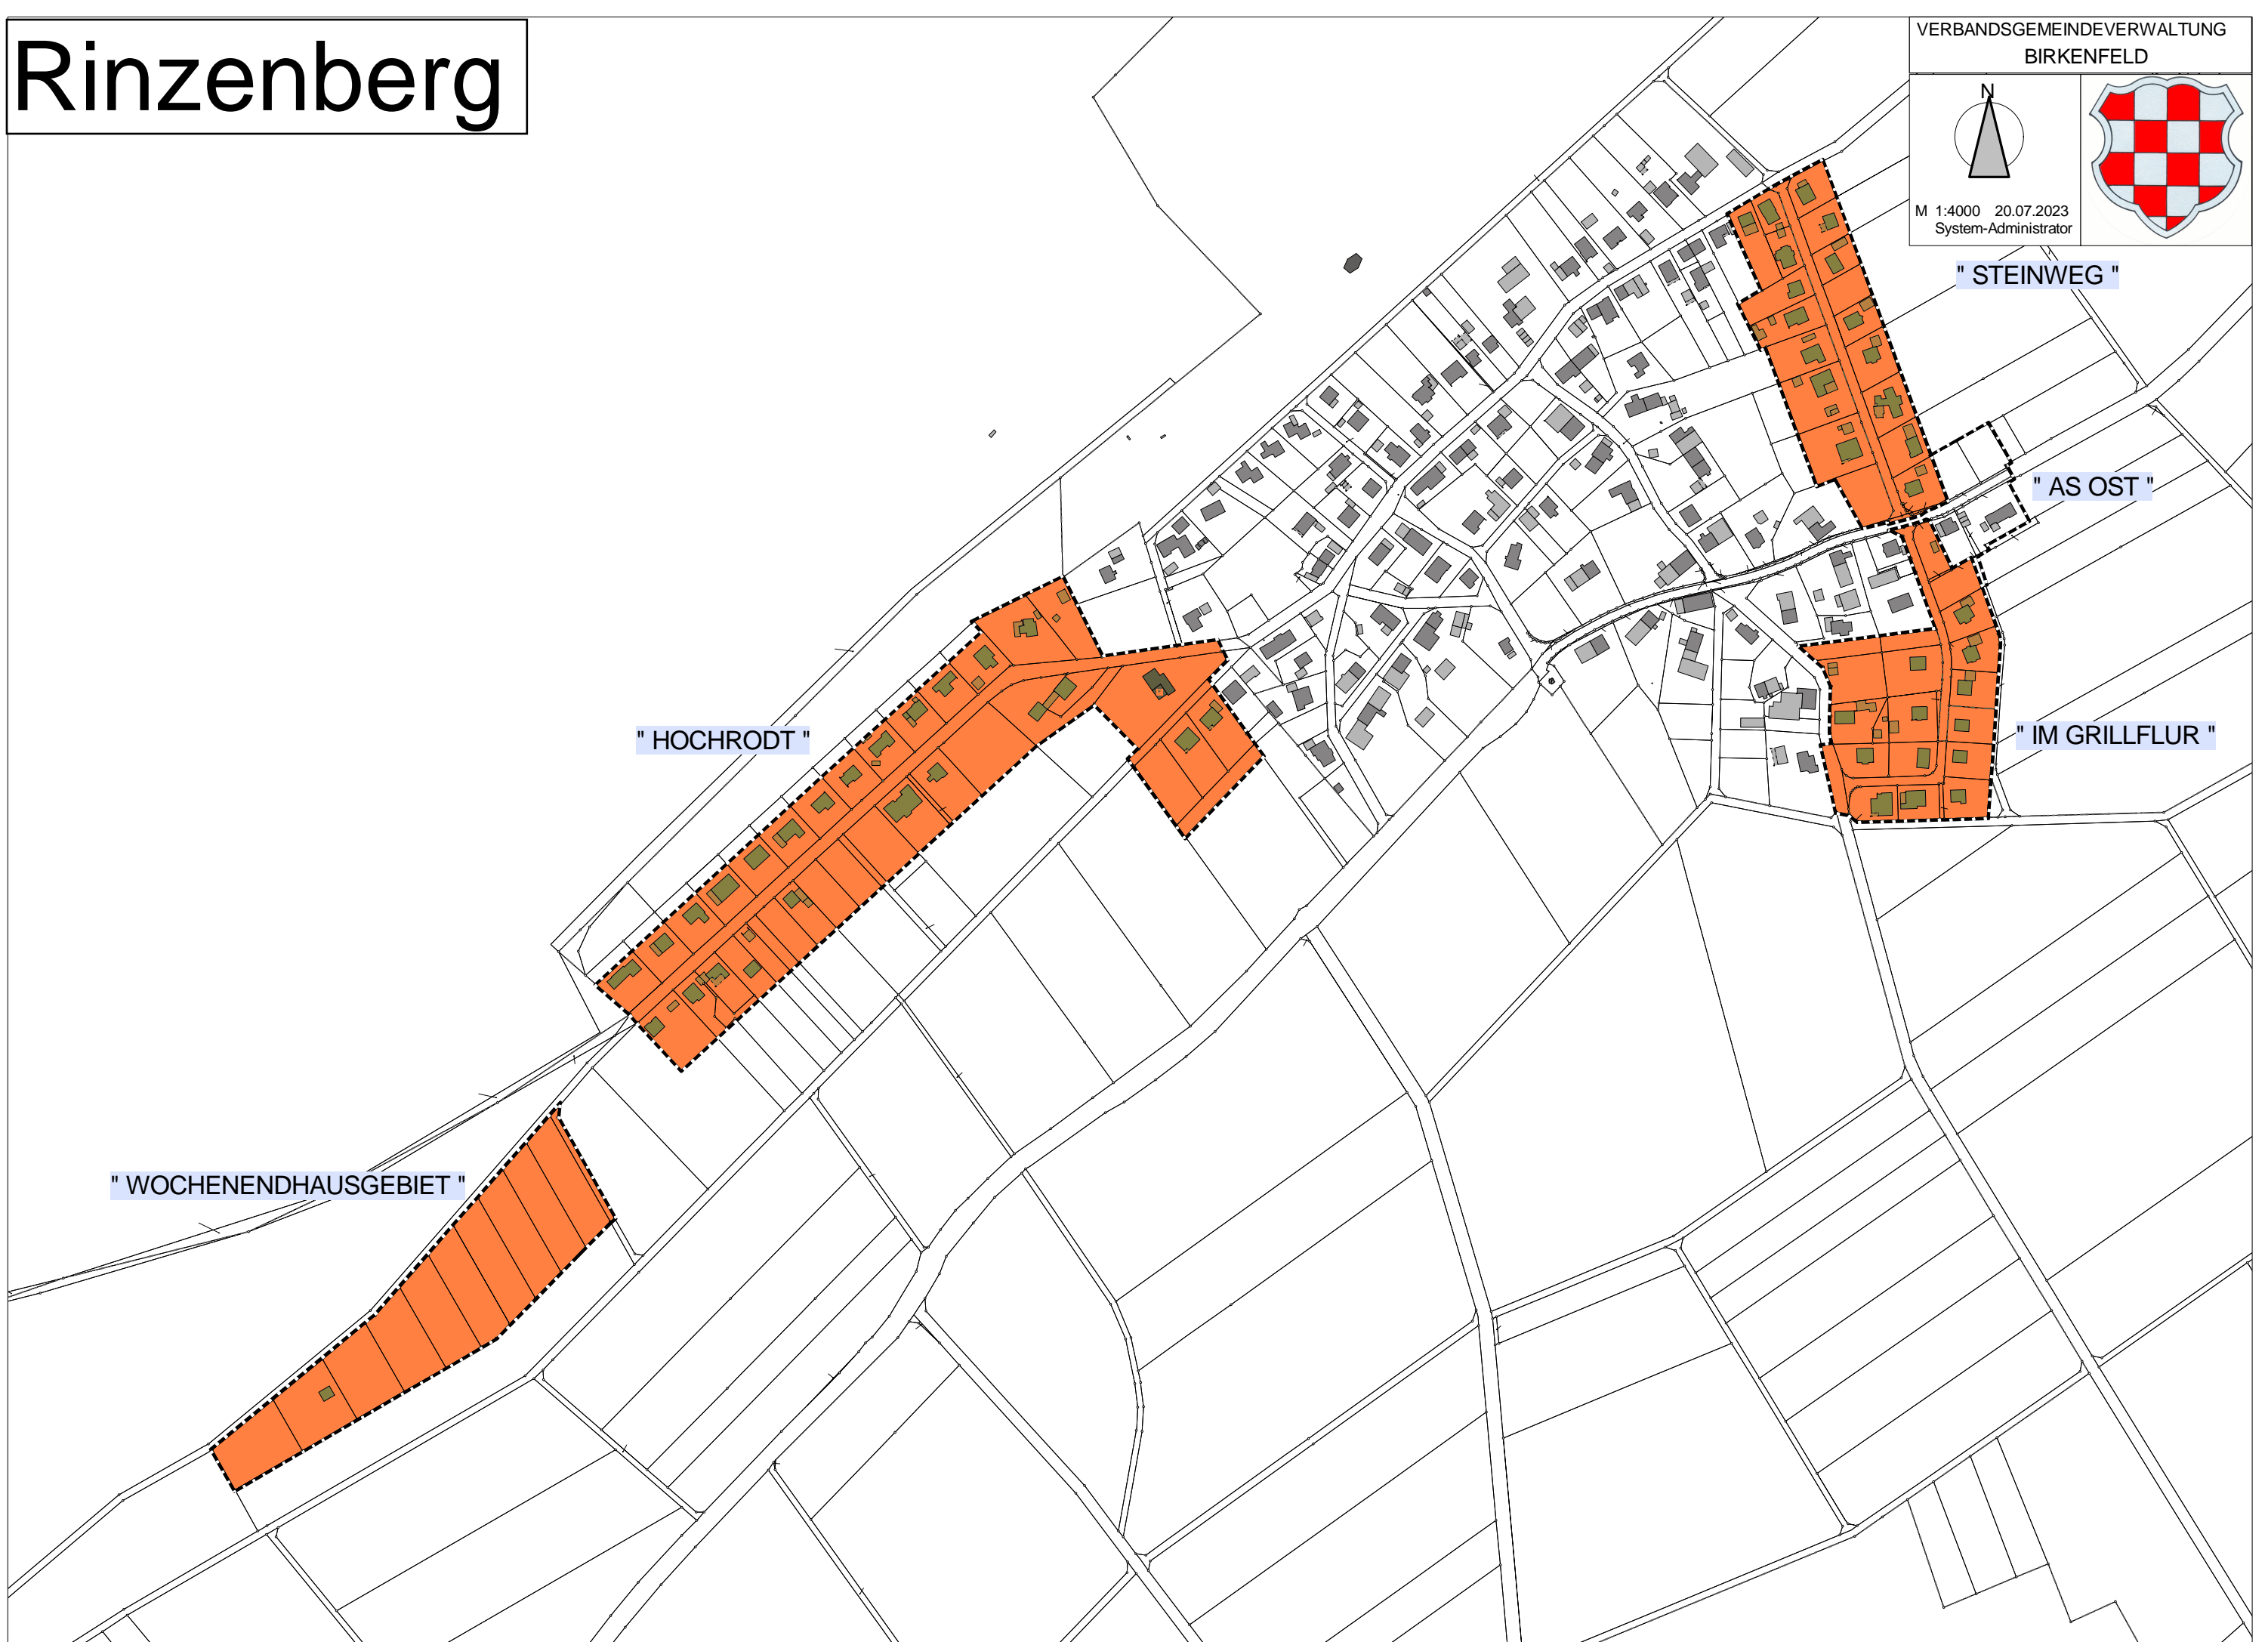 Rinzenberg
VERBANDSGEMEINDEVERWALTUNG
BIRKENFELD
N
M 1:4000 20.07.2023
System-Administrator
" STEINWEG "
" AS OST "
" IM GRILLFLUR "
" HOCHRODT "
" WOCHENENDHAUSGEBIET "